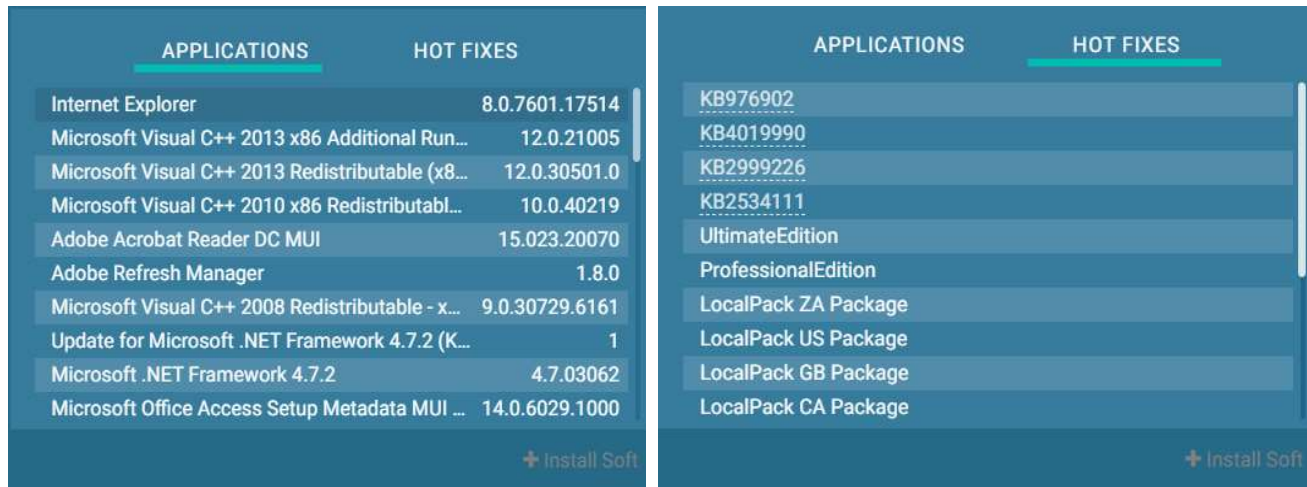 APPLICATIONS HOT FIXES
Internet Explorer 8.0.7601.17514
Microsoft Visual C++ 2013 x86 Additional Run... 12.0.21005
Microsoft Visual C++ 2013 Redistributable (x8... 12.0.30501.0
Microsoft Visual C++ 2010 x86 Redistributabl... 10.0.40219
Adobe Acrobat Reader DC MUI 15.023.20070
Adobe Refresh Manager 1.8.0
Microsoft Visual C++ 2008 Redistributable - x... 9.0.30729.6161
Update for Microsoft .NET Framework 4.7.2 (K... 1
Microsoft .NET Framework 4.7.2 4.7.03062
Microsoft Office Access Setup Metadata MUI ... 14.0.6029.1000
+ Install Soft
APPLICATIONS HOT FIXES
KB976902
KB4019990
KB2999226
KB2534111
UltimateEdition
ProfessionalEdition
LocalPack ZA Package
LocalPack US Package
LocalPack GB Package
LocalPack CA Package
+ Install Soft